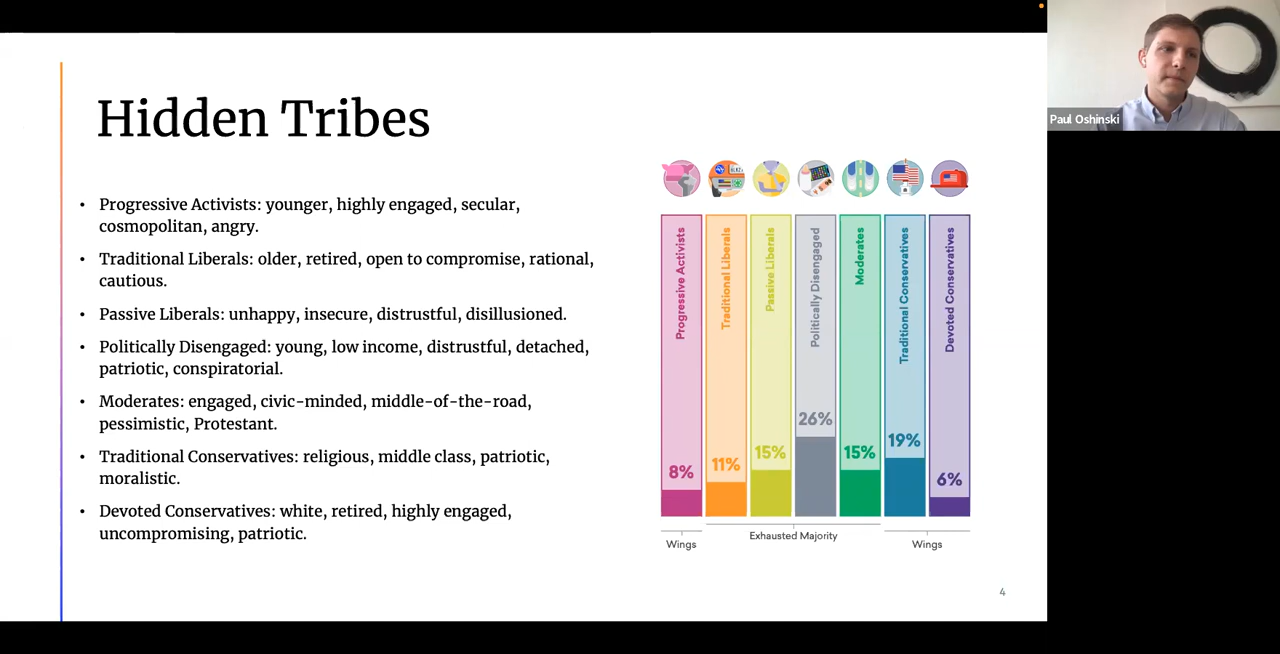 Hidden Tribes
• Progressive Activists: younger, highly engaged, secular,
cosmopolitan, angry.
• Traditional Liberals: older, retired, open to compromise, rational,
cautious.
• Passive Liberals: unhappy, insecure, distrustful, disillusioned.
• Politically Disengaged: young, low income, distrustful, detached,
patriotic, conspiratorial.
• Moderates: engaged, civic-minded, middle-of-the-road,
pessimistic, Protestant.
• Traditional Conservatives: religious, middle class, patriotic,
moralistic.
• Devoted Conservatives: white, retired, highly engaged,
uncompromising, patriotic.
Progressive Activists
Traditional Liberals
Passive Liberals
Politically Disengaged
Moderates
Traditional Conservatives
Devoted Conservatives
8%
11%
15%
26%
15%
19%
6%
Wings
Exhausted Majority
Wings
4
Paul Oshinski